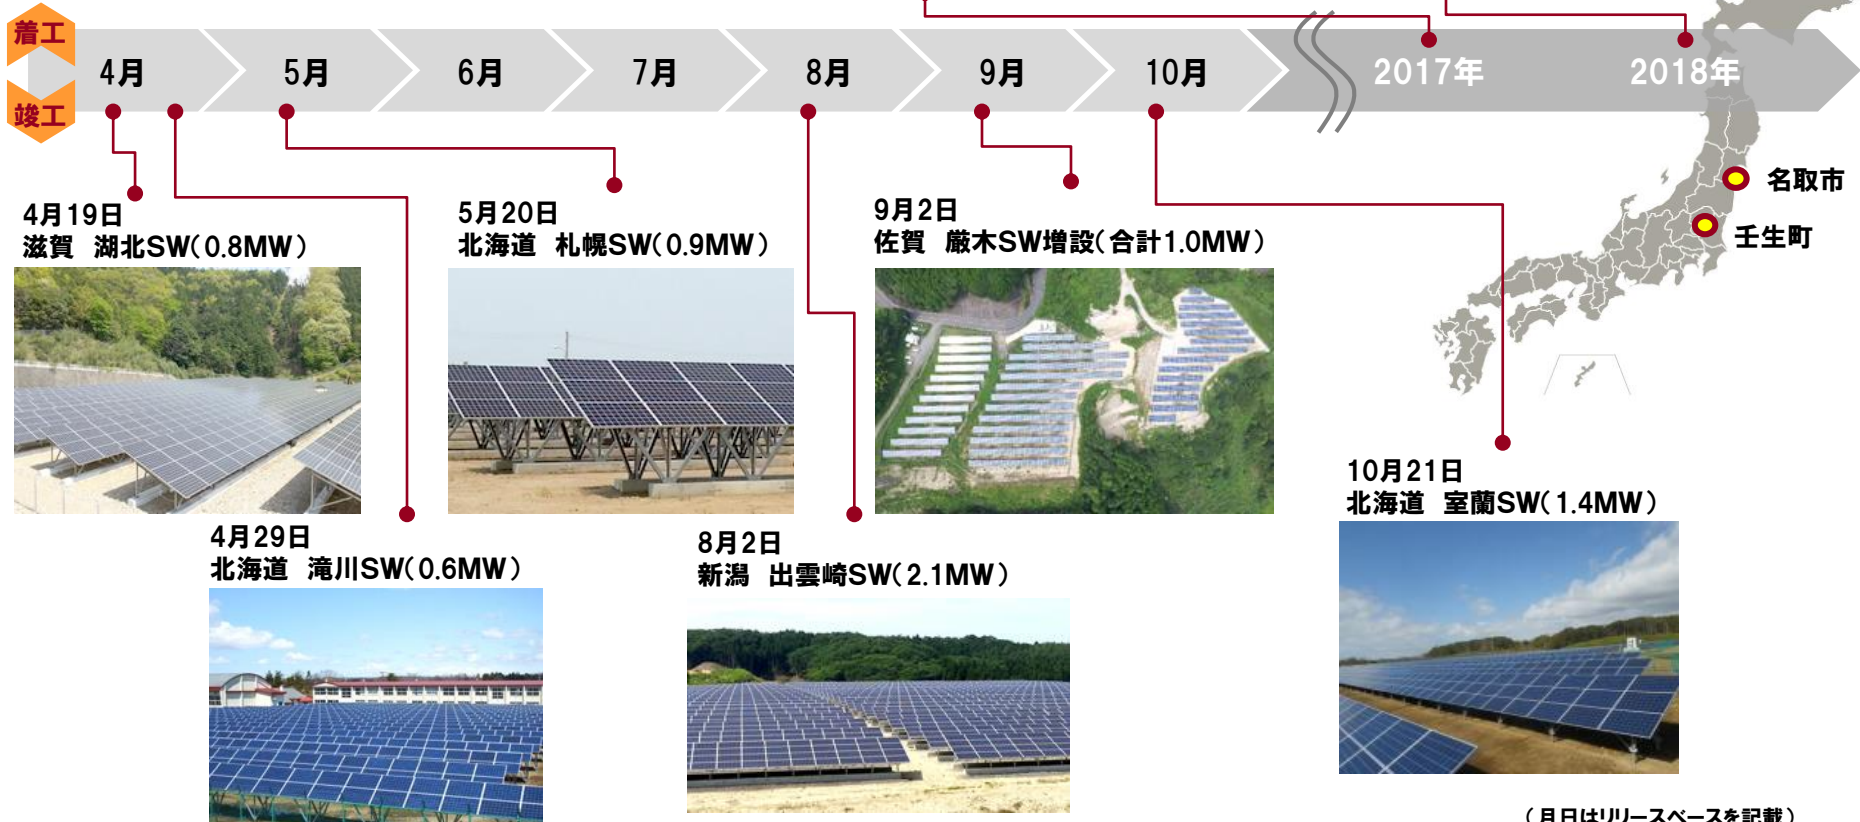 着工
4月
5月
6月
7月
8月
9月
10月
2017年
2018年
竣工
名取市
壬生町
4月19日
滋賀 湖北SW(0.8MW)
5月20日
北海道 札幌SW(0.9MW)
9月2日
佐賀 厳木SW増設(合計1.0MW)
10月21日
北海道 室蘭SW(1.4MW)
4月29日
北海道 滝川SW(0.6MW)
8月2日
新潟 出雲崎SW(2.1MW)
(月日はリリースベースを記載)